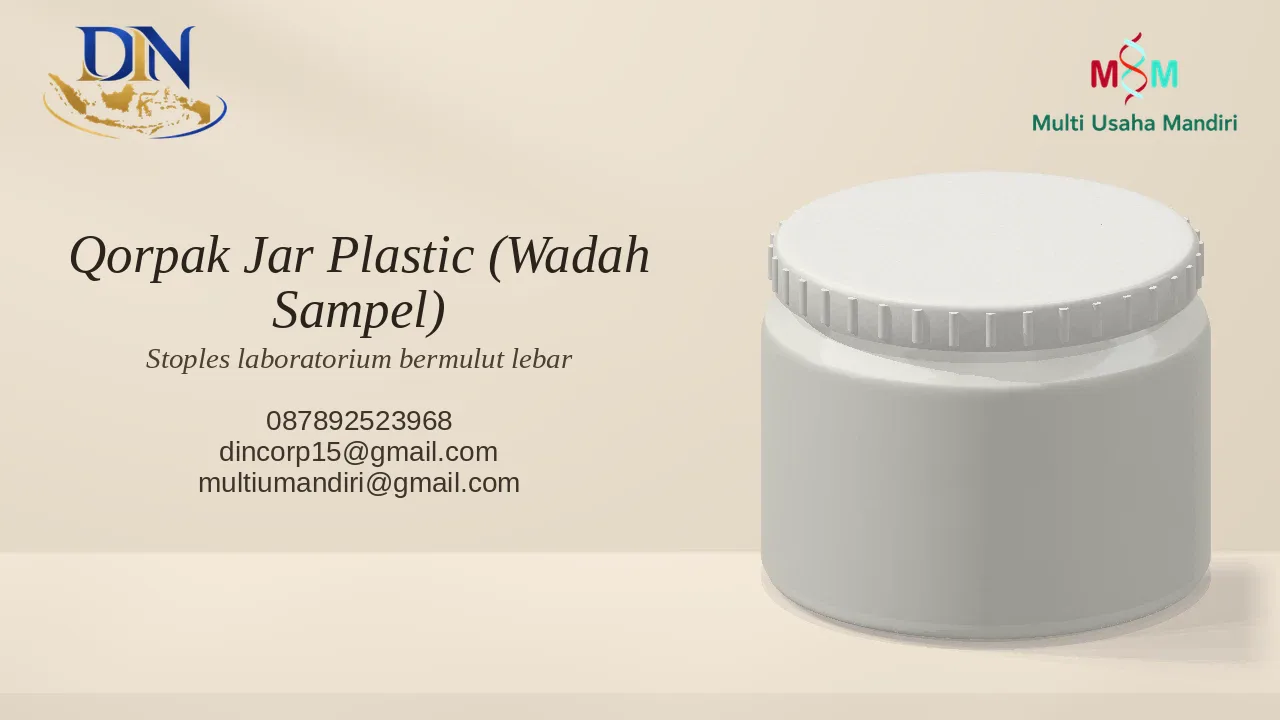 DIN
MSM
Multi Usaha Mandiri
Qorpak Jar Plastic (Wadah
Sampel)
Stoples laboratorium bermulut lebar
087892523968
dincorp15@gmail.com
multiumandiri@gmail.com